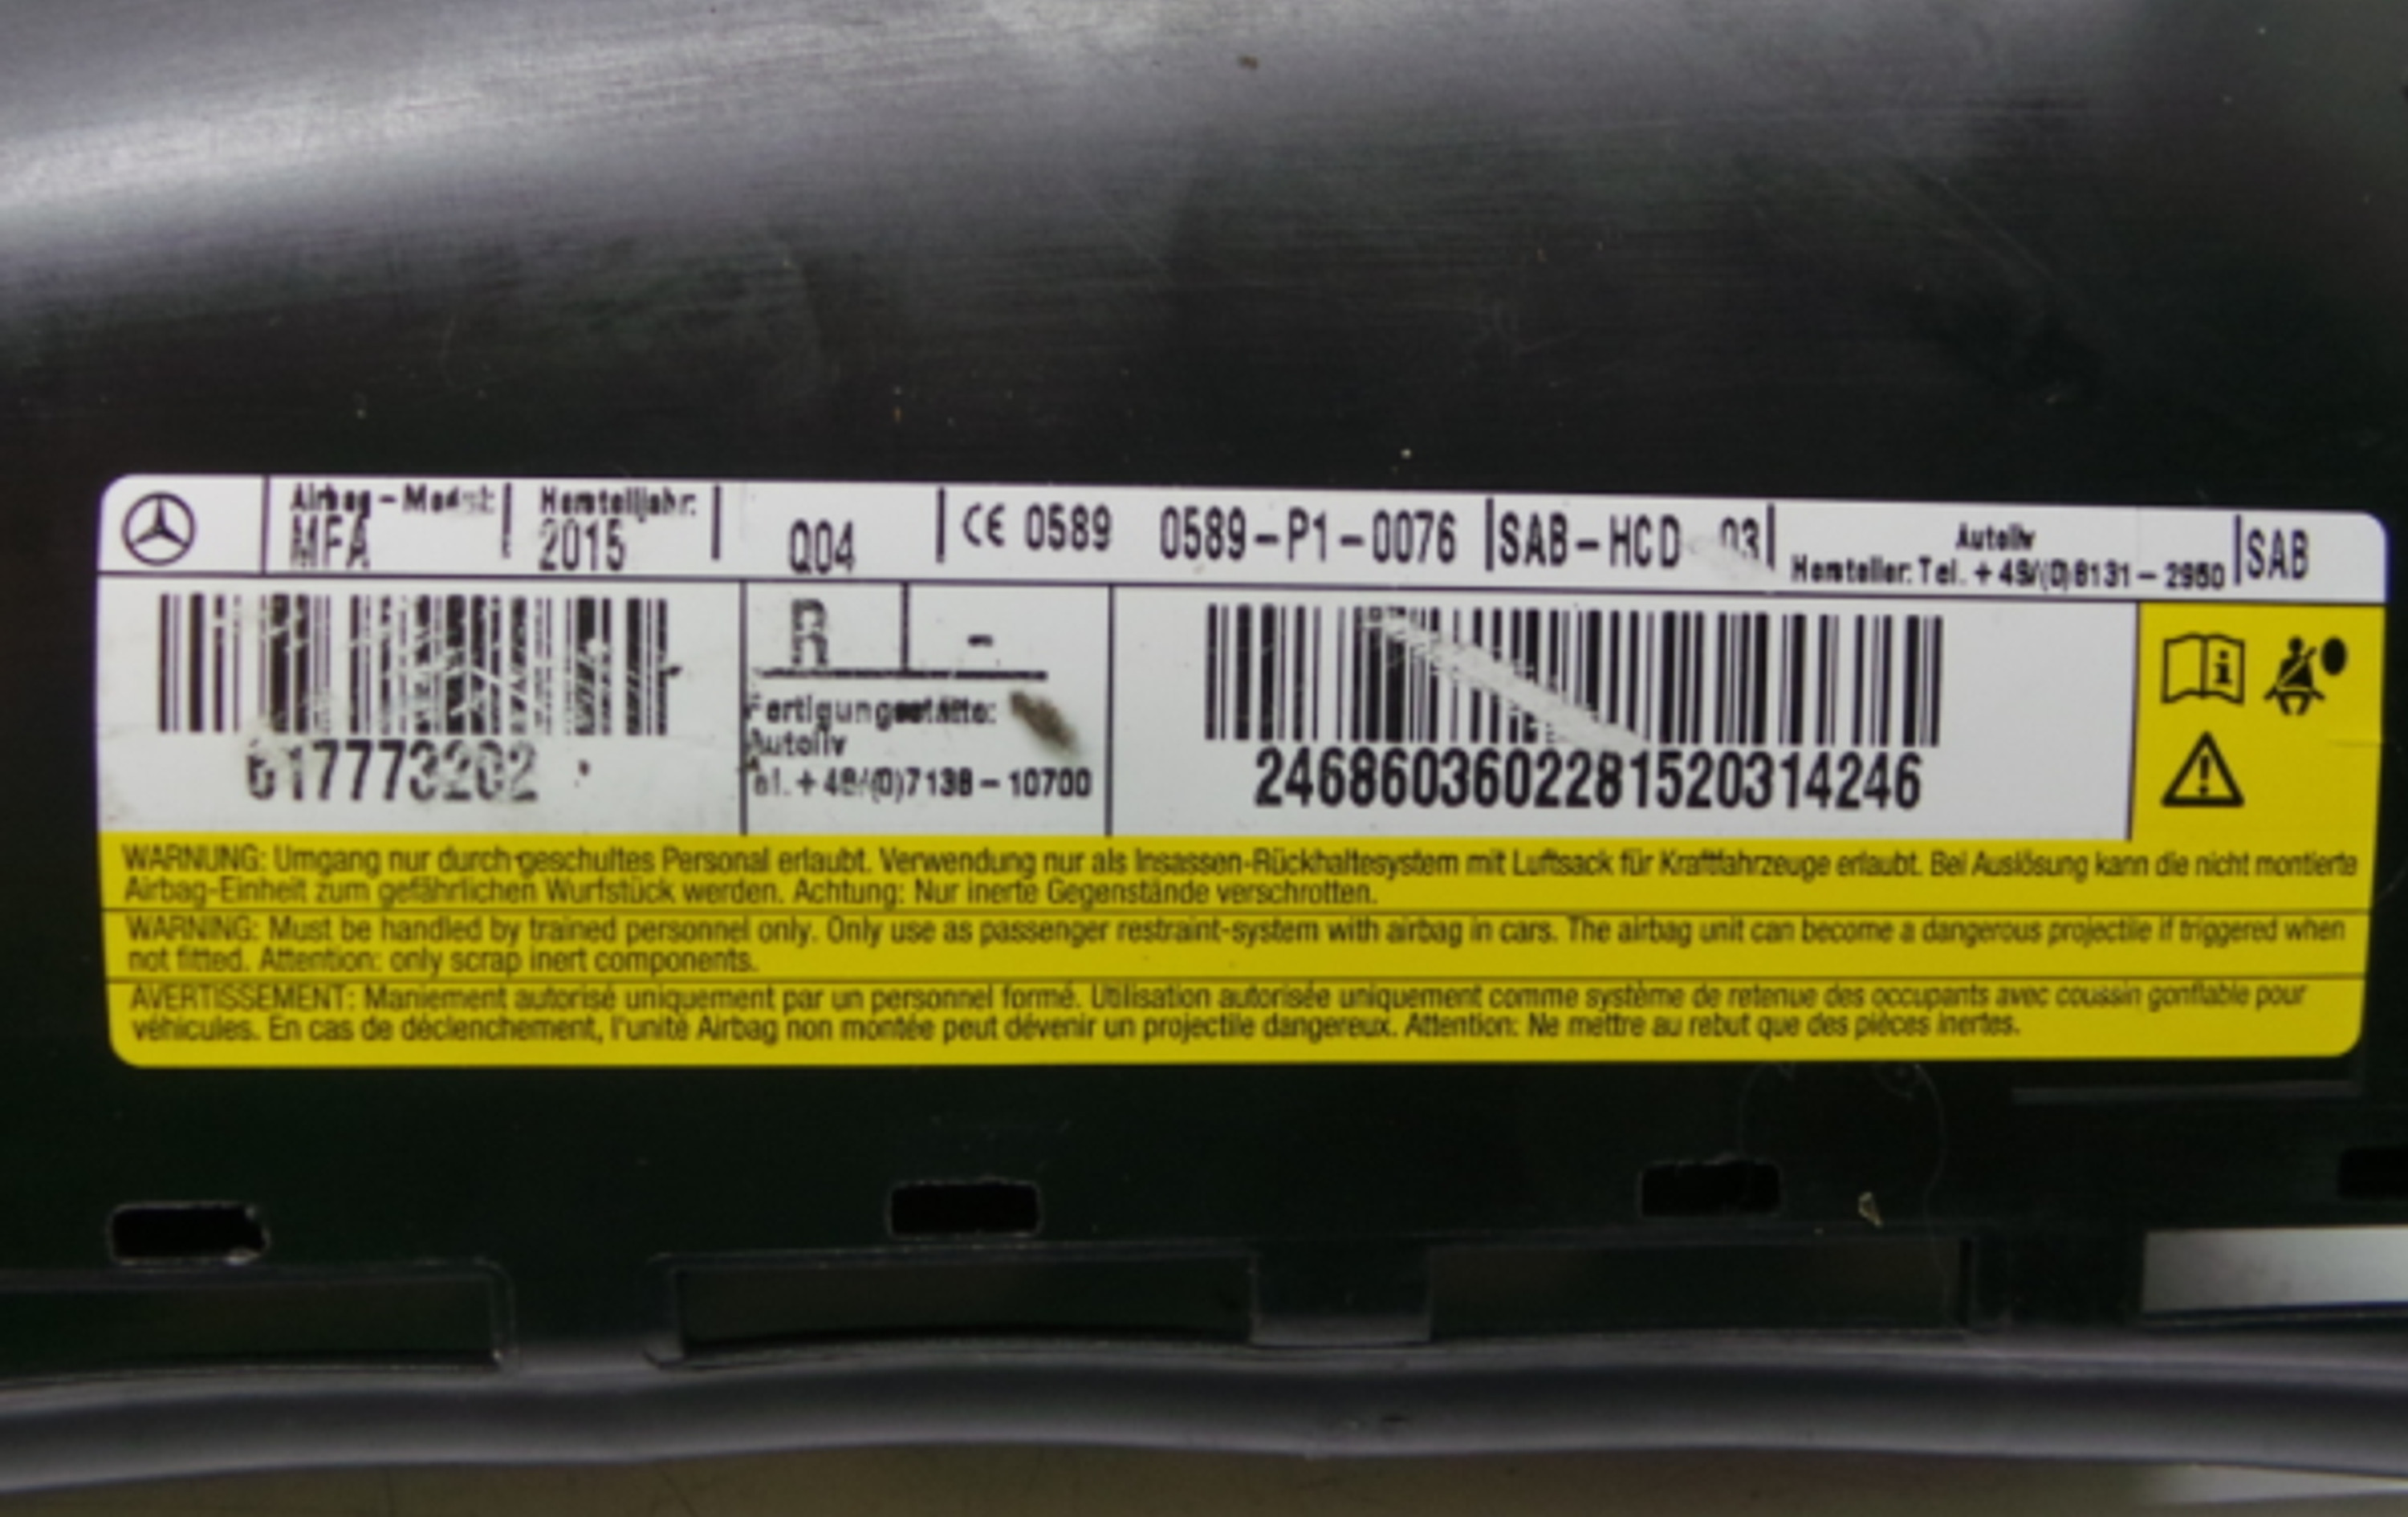 Airbag-Modul: Herstelljahr:
MFA 2015 Q04 CE 0589 0589-P1-0076 SAB-HCD 03 Autoliv SAB
Hersteller: Tel. +49/(0)8131-2950
R -
Fertigungsstätte:
Autoliv
Tel. +49/(0)7138-10700
617773202
2468603602281520314246
WARNUNG: Umgang nur durch geschultes Personal erlaubt. Verwendung nur als Insassen-Rückhaltesystem mit Luftsack für Kraftfahrzeuge erlaubt. Bei Auslösung kann die nicht montierte
Airbag-Einheit zum gefährlichen Wurfstück werden. Achtung: Nur inerte Gegenstände verschrotten.
WARNING: Must be handled by trained personnel only. Only use as passenger restraint-system with airbag in cars. The airbag unit can become a dangerous projectile if triggered when
not fitted. Attention: only scrap inert components.
AVERTISSEMENT: Maniement autorisé uniquement par un personnel formé. Utilisation autorisée uniquement comme système de retenue des occupants avec coussin gonflable pour
véhicules. En cas de déclenchement, l'unité Airbag non montée peut dévenir un projectile dangereux. Attention: Ne mettre au rebut que des pièces inertes.